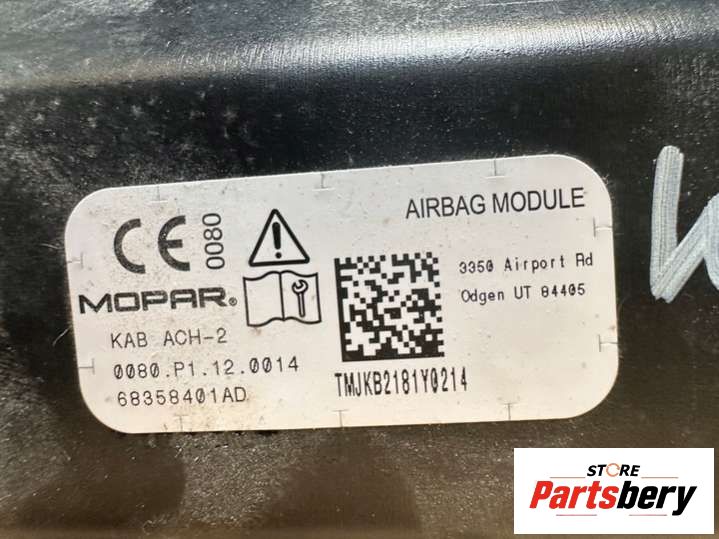 CE 0080
AIRBAG MODULE
MOPAR®
3350 Airport Rd
Odgen UT 84405
KAB ACH-2
0080.P1.12.0014
68358401AD
TMJKB2181Y0214
STORE
Partsbery